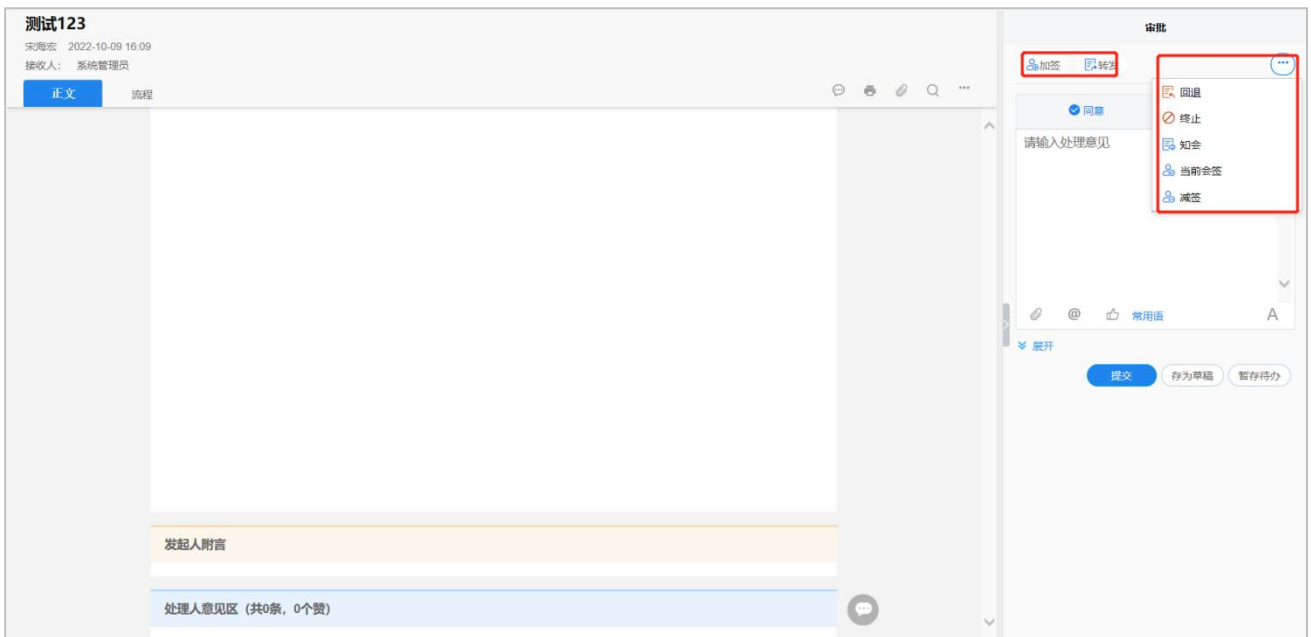 测试123
宋海宏 2022-10-09 16:09
接收人： 系统管理员
正文 流程
审批
加签 转发
回退
终止
知会
当前会签
减签
同意
请输入处理意见
@ 常用语 A
展开
提交 存为草稿 暂存待办
发起人附言
处理人意见区（共0条，0个赞）